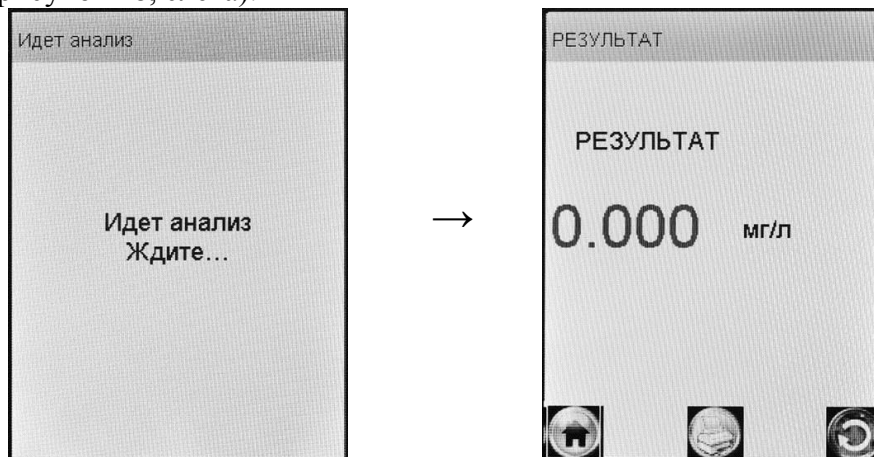 Идет анализ
Идет анализ
Ждите...
→
РЕЗУЛЬТАТ
РЕЗУЛЬТАТ
0.000 мг/л